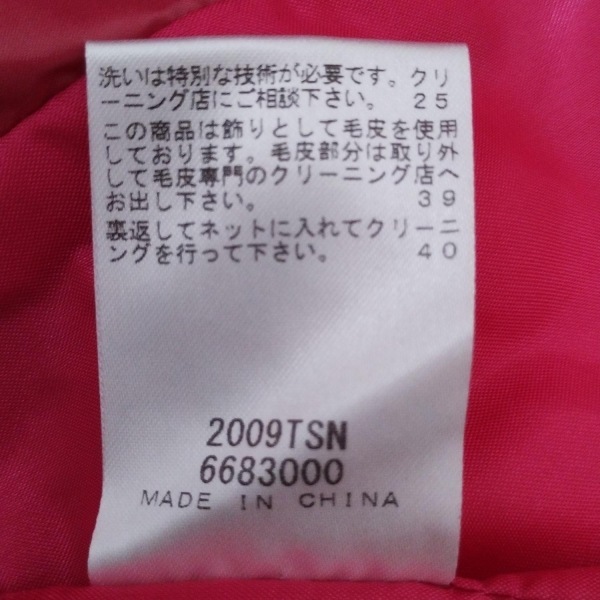 洗いは特別な技術が必要です。クリ
ーニング店にご相談下さい。 25
この商品は飾りとして毛皮を使用
しております。毛皮部分は取り外
して毛皮専門のクリーニング店へ
お出し下さい。 39
裏返してネットに入れてクリーニ
ングを行って下さい。 40
2009TSN
6683000
MADE IN CHINA